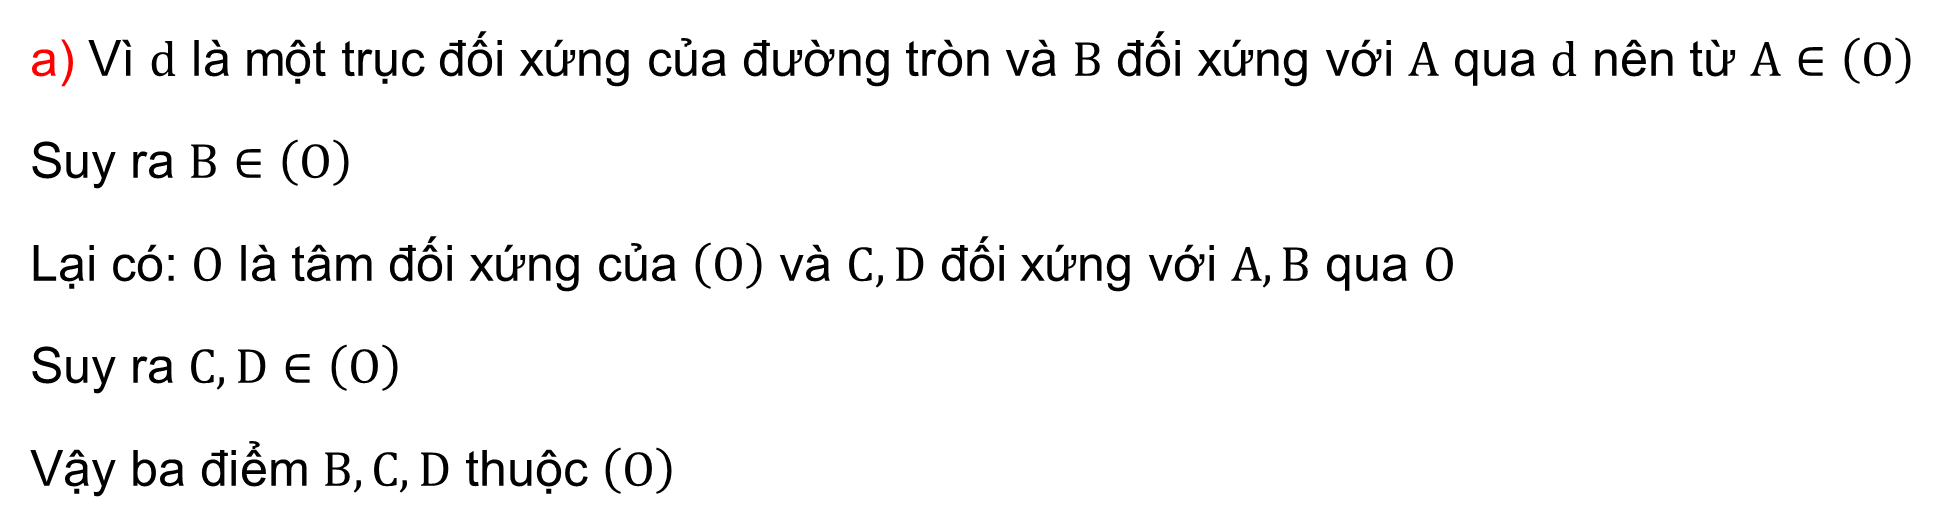 a) Vì d là một trục đối xứng của đường tròn và B đối xứng với A qua d nên từ A ∈ (O)
Suy ra B ∈ (O)
Lại có: O là tâm đối xứng của (O) và C, D đối xứng với A, B qua O
Suy ra C, D ∈ (O)
Vậy ba điểm B, C, D thuộc (O)